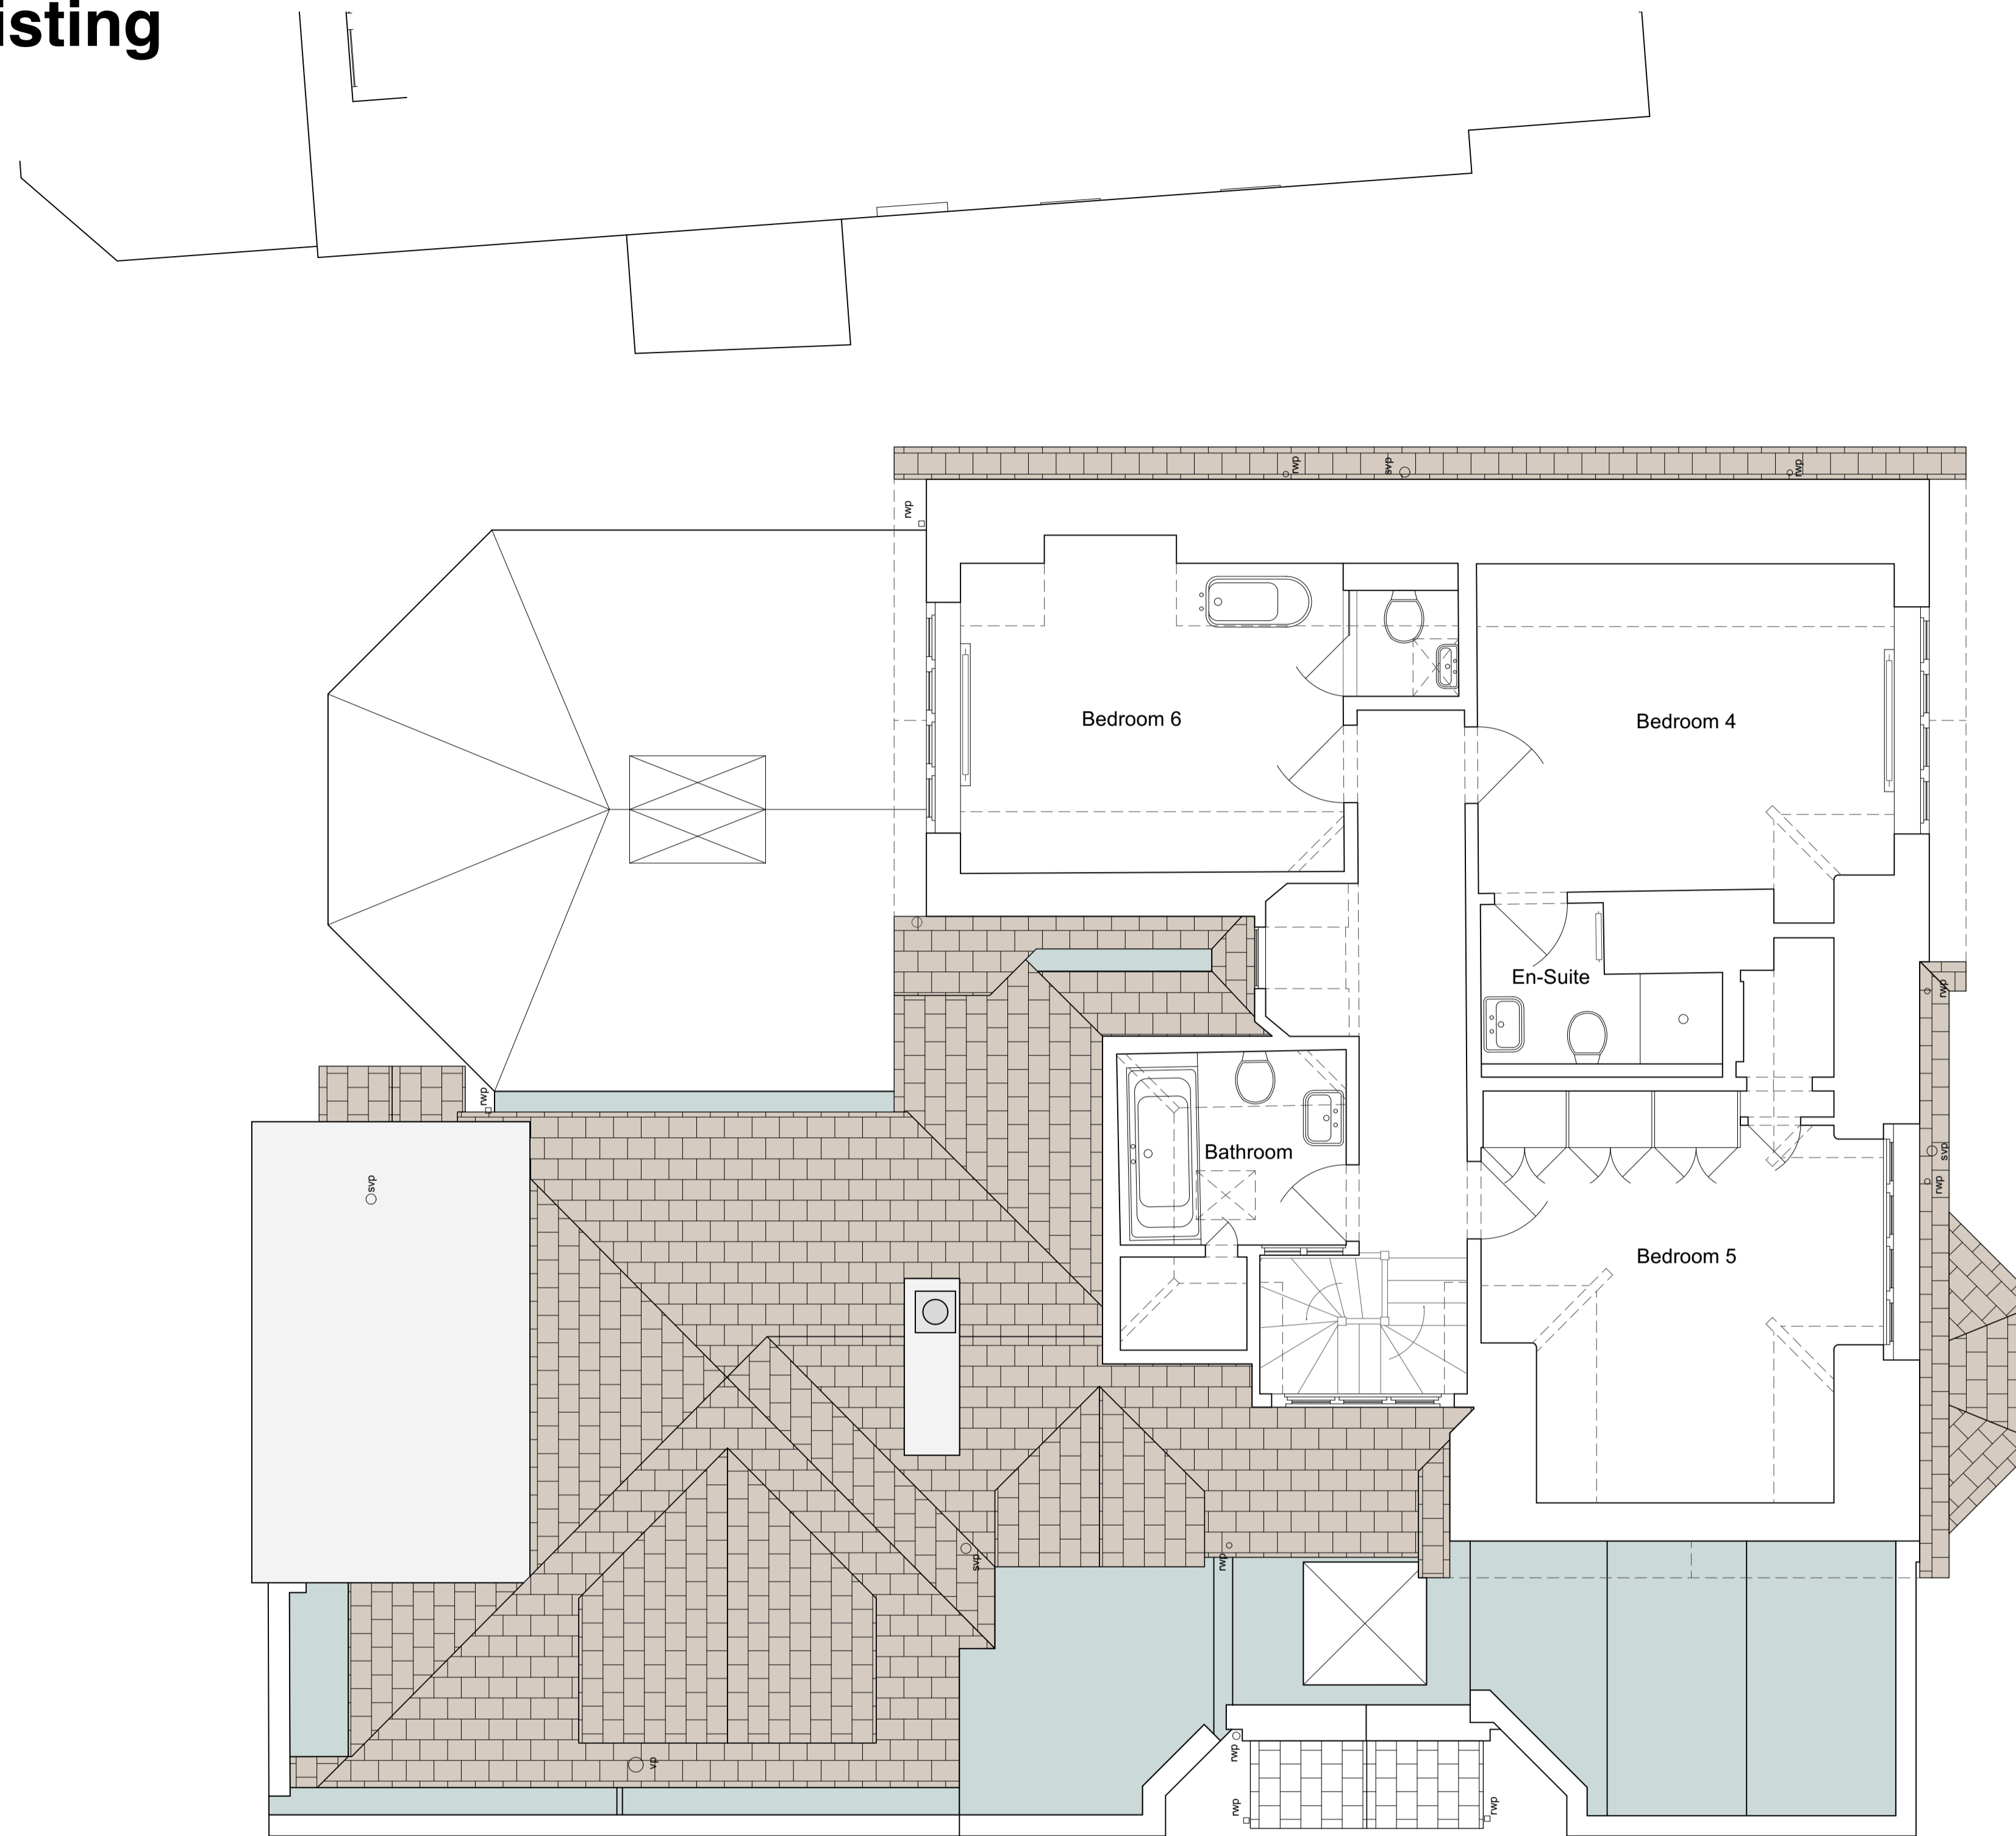 isting
rwp
svp
rwp
rwp
Bedroom 6
Bedroom 4
En-Suite
rwp
rwp
Bathroom
svp
svp
rwp
Bedroom 5
svp
rwp
vp
rwp
rwp
rwp